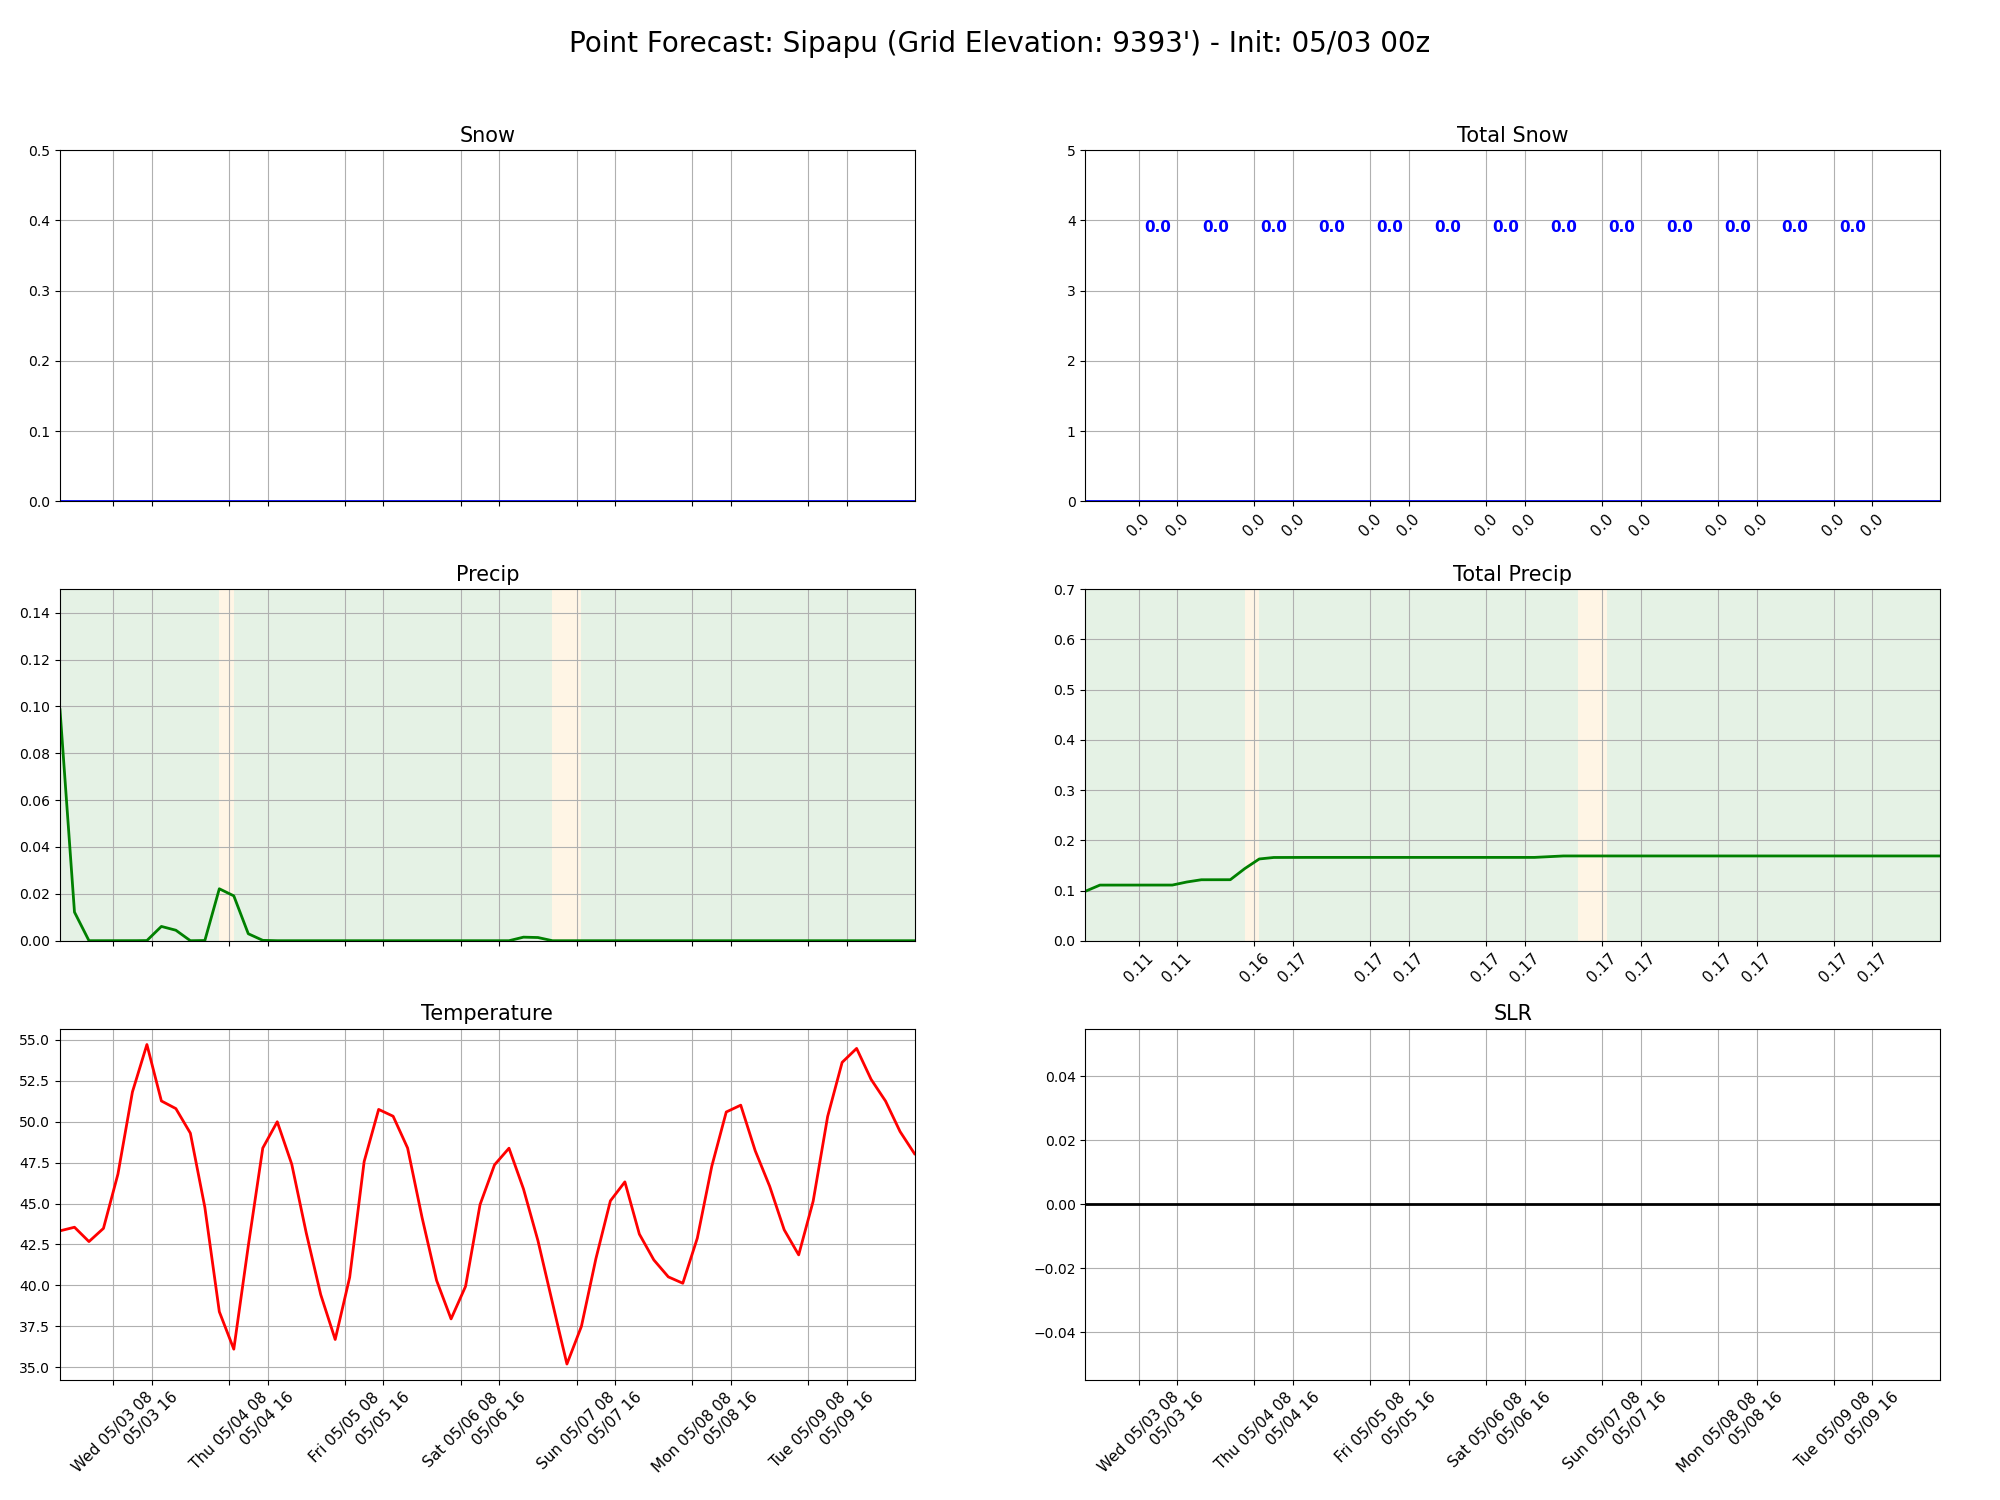 Point Forecast: Sipapu (Grid Elevation: 9393') - Init: 05/03 00z
Snow
0.5
0.4
0.3
0.2
0.1
0.0
Total Snow
5
4
3
2
1
0
0.0 0.0 0.0 0.0 0.0 0.0 0.0 0.0 0.0 0.0 0.0 0.0 0.0
0.0 0.0 0.0 0.0 0.0 0.0 0.0 0.0 0.0 0.0 0.0 0.0 0.0 0.0
Precip
0.14
0.12
0.10
0.08
0.06
0.04
0.02
0.00
Total Precip
0.7
0.6
0.5
0.4
0.3
0.2
0.1
0.0
0.11 0.11 0.16 0.17 0.17 0.17 0.17 0.17 0.17 0.17 0.17 0.17 0.17 0.17
Temperature
55.0
52.5
50.0
47.5
45.0
42.5
40.0
37.5
35.0
Wed 05/03 08
05/03 16
Thu 05/04 08
05/04 16
Fri 05/05 08
05/05 16
Sat 05/06 08
05/06 16
Sun 05/07 08
05/07 16
Mon 05/08 08
05/08 16
Tue 05/09 08
05/09 16
SLR
0.04
0.02
0.00
−0.02
−0.04
Wed 05/03 08
05/03 16
Thu 05/04 08
05/04 16
Fri 05/05 08
05/05 16
Sat 05/06 08
05/06 16
Sun 05/07 08
05/07 16
Mon 05/08 08
05/08 16
Tue 05/09 08
05/09 16